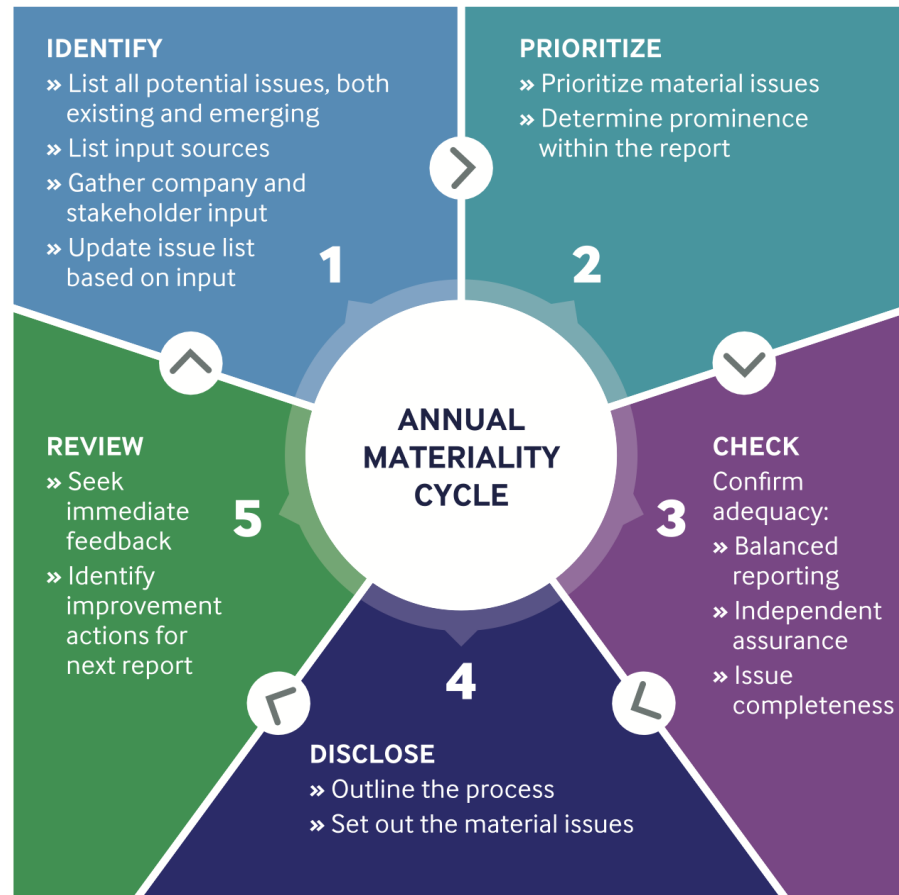 IDENTIFY
» List all potential issues, both
existing and emerging
» List input sources
» Gather company and
stakeholder input
» Update issue list
based on input
1
PRIORITIZE
» Prioritize material issues
» Determine prominence
within the report
2
CHECK
Confirm
adequacy:
» Balanced
reporting
» Independent
assurance
» Issue
completeness
3
4
DISCLOSE
» Outline the process
» Set out the material issues
REVIEW
» Seek
immediate
feedback
» Identify
improvement
actions for
next report
5
ANNUAL
MATERIALITY
CYCLE